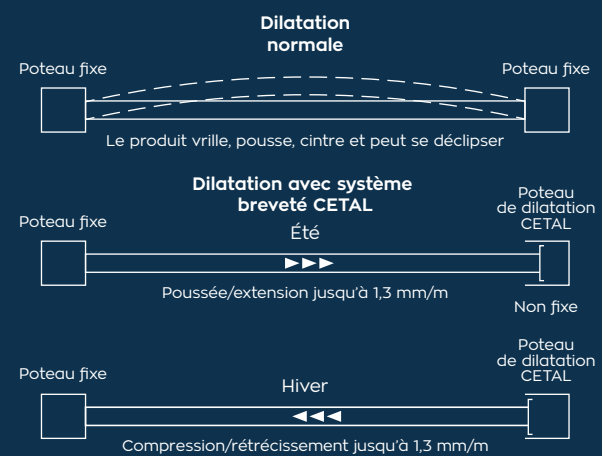 Dilatation
normale
Poteau fixe
Poteau fixe
Le produit vrille, pousse, cintre et peut se déclipser
Dilatation avec système
breveté CETAL
Poteau fixe
Été
Poteau
de dilatation
CETAL
Poussée/extension jusqu'à 1,3 mm/m
Non fixe
Poteau fixe
Hiver
Poteau
de dilatation
CETAL
Compression/rétrécissement jusqu'à 1,3 mm/m